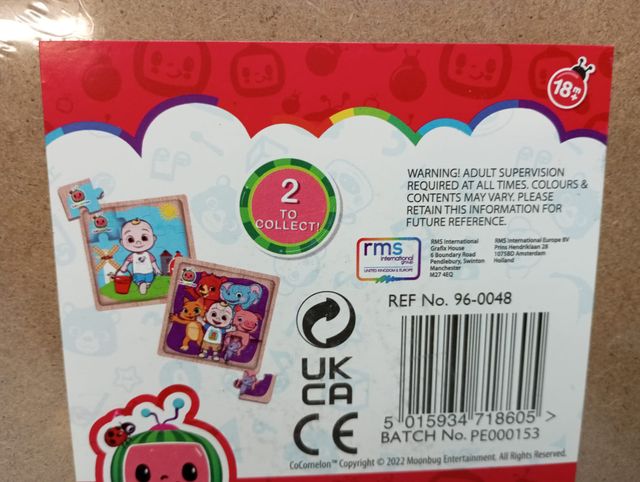 18m+
2
TO
COLLECT!
WARNING! ADULT SUPERVISION
REQUIRED AT ALL TIMES. COLOURS &
CONTENTS MAY VARY. PLEASE
RETAIN THIS INFORMATION FOR
FUTURE REFERENCE.
rms
international
group
UNITED KINGDOM & EUROPE
RMS International
Grafix House
6 Boundary Road
Pendlebury, Swinton
Manchester
M27 4EQ
RMS International Europe BV
Prins Hendriklaan 28
1075BD Amsterdam
Holland
REF No. 96-0048
UK
CA
CE
5 015934 718605 >
BATCH No. PE000153
CoComelon™ Copyright © 2022 Moonbug Entertainment. All Rights Reserved.